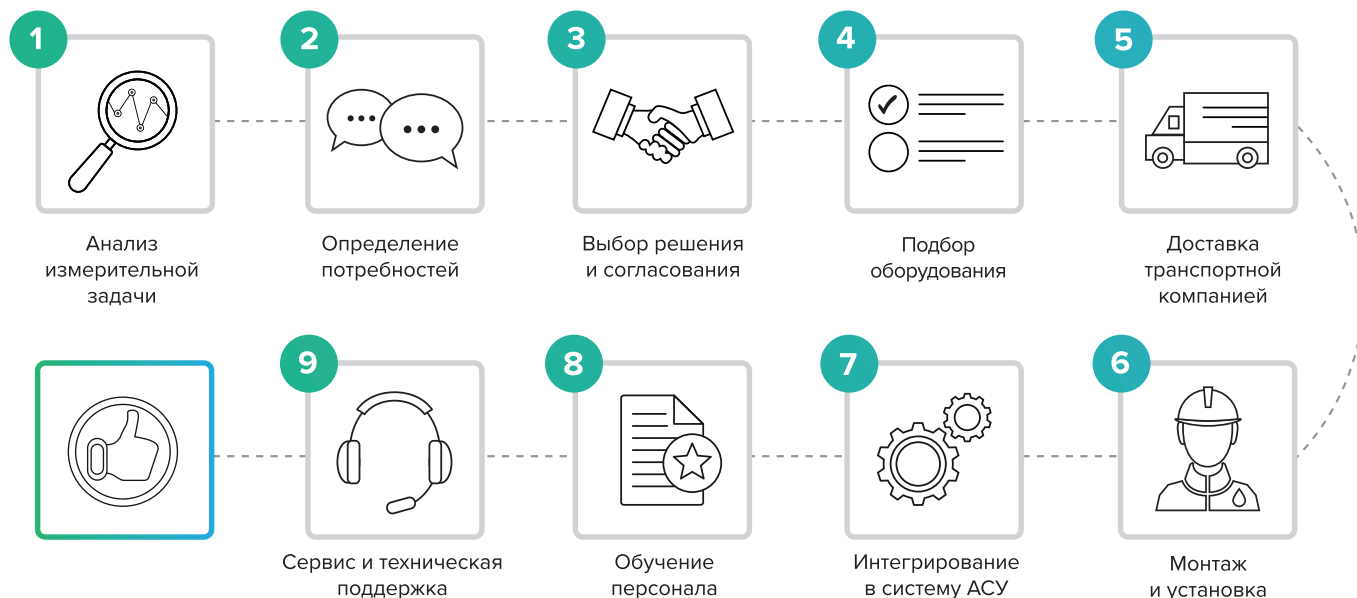 1
Анализ
измерительной
задачи
2
Определение
потребностей
3
Выбор решения
и согласования
4
Подбор
оборудования
5
Доставка
транспортной
компанией
6
Монтаж
и установка
7
Интегрирование
в систему АСУ
8
Обучение
персонала
9
Сервис и техническая
поддержка